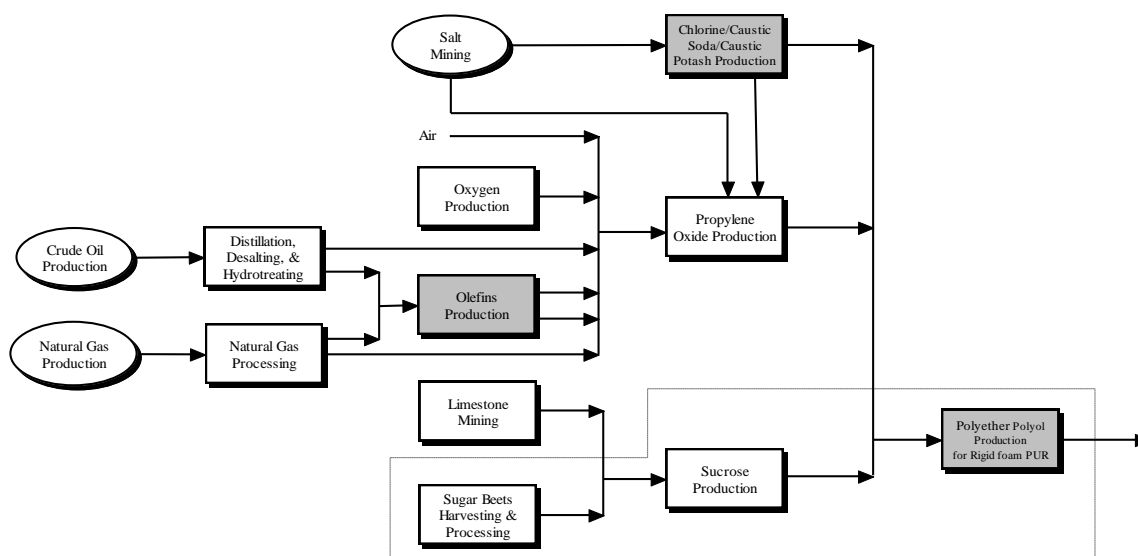 Salt
Mining
Chlorine/Caustic
Soda/Caustic
Potash Production
Air
Oxygen
Production
Propylene
Oxide Production
Crude Oil
Production
Distillation,
Desalting, &
Hydrotreating
Olefins
Production
Natural Gas
Production
Natural Gas
Processing
Limestone
Mining
Polyether Polyol
Production
for Rigid foam PUR
Sucrose
Production
Sugar Beets
Harvesting &
Processing